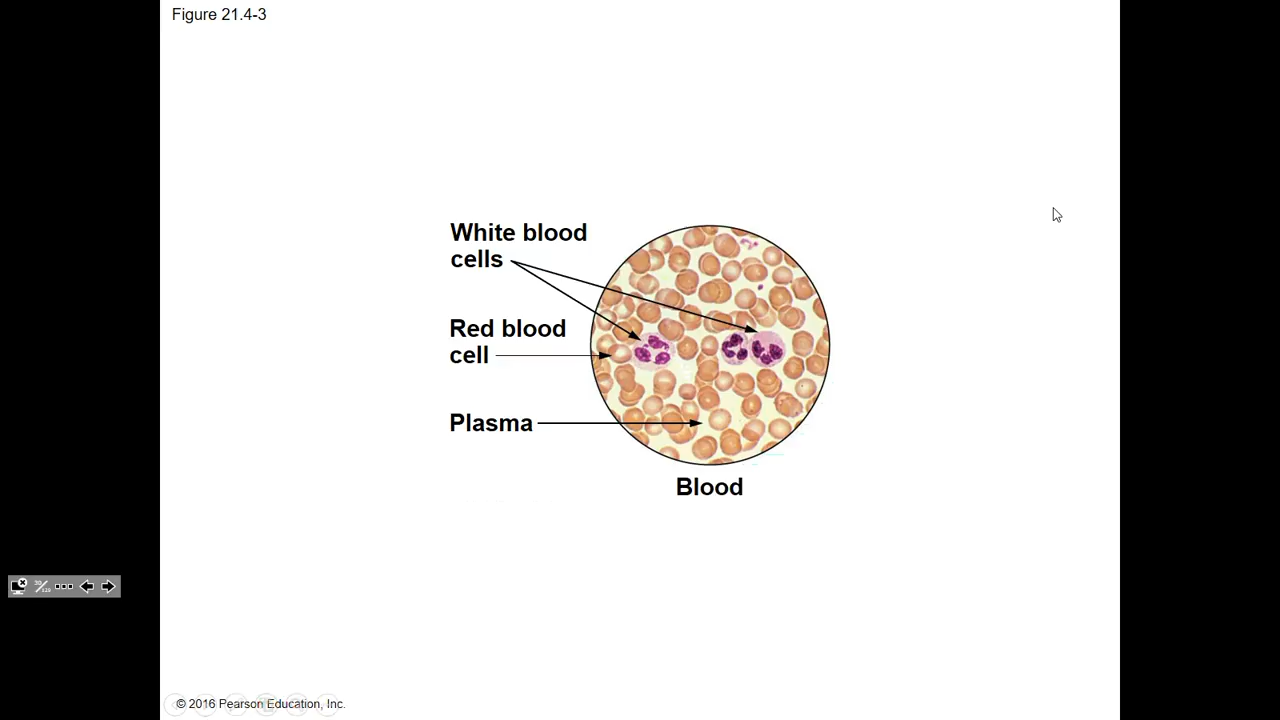 Figure 21.4-3
White blood
cells
Red blood
cell
Plasma
Blood
© 2016 Pearson Education, Inc.